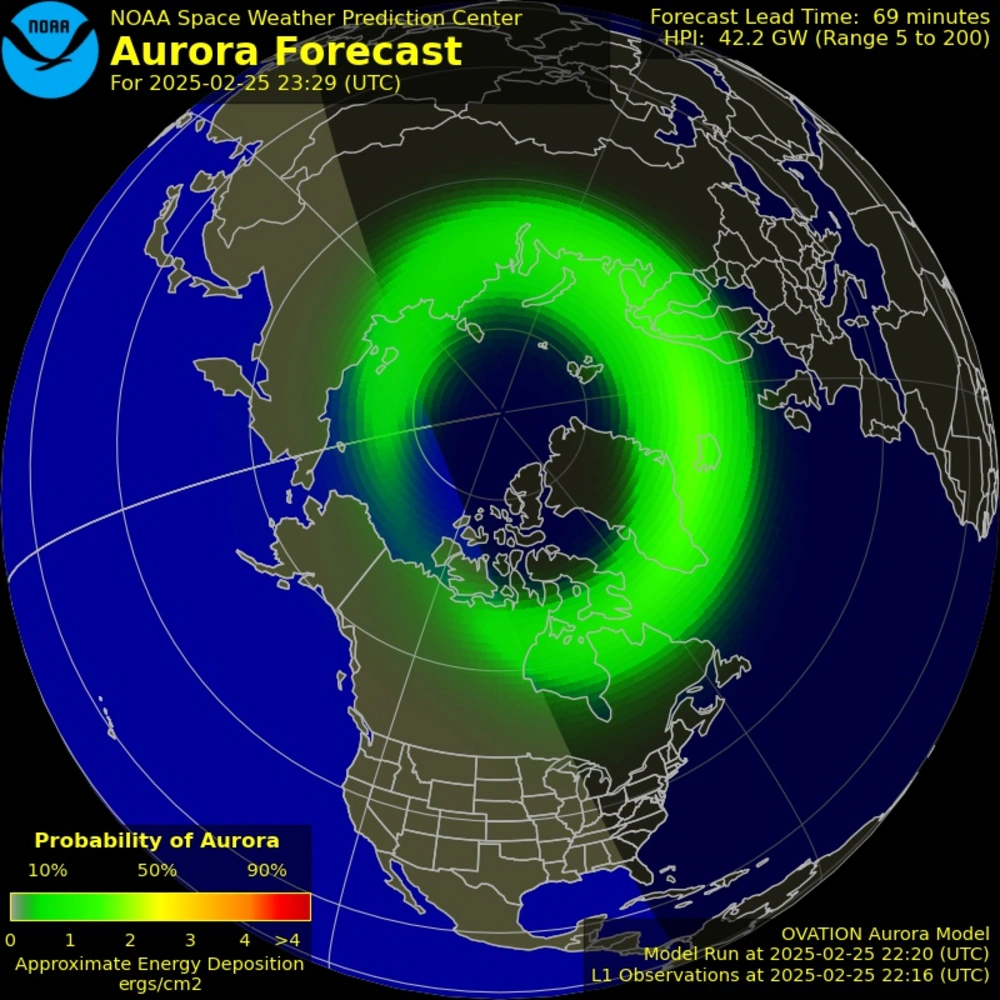 NOAA
NOAA Space Weather Prediction Center
Aurora Forecast
For 2025-02-25 23:29 (UTC)
Forecast Lead Time: 69 minutes
HPI: 42.2 GW (Range 5 to 200)
Probability of Aurora
10% 50% 90%
0 1 2 3 4 >4
Approximate Energy Deposition
ergs/cm2
OVATION Aurora Model
Model Run at 2025-02-25 22:20 (UTC)
L1 Observations at 2025-02-25 22:16 (UTC)